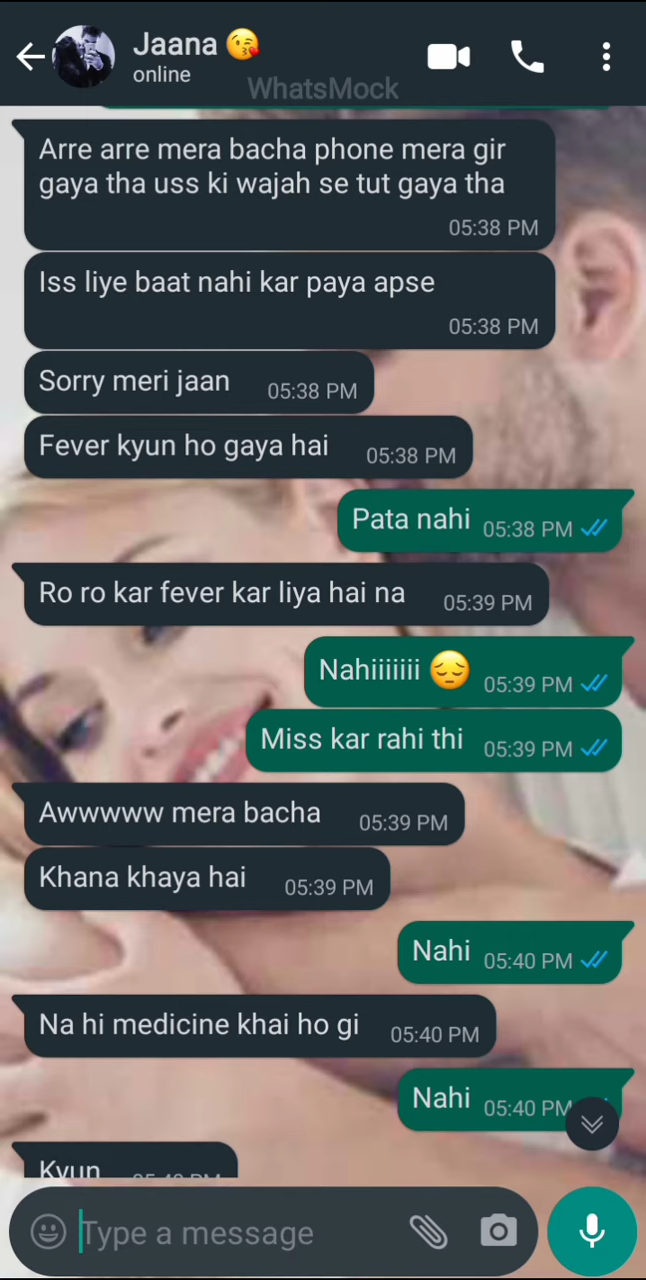 Jaana 😘
online
WhatsMock
Arre arre mera bacha phone mera gir
gaya tha uss ki wajah se tut gaya tha
05:38 PM
Iss liye baat nahi kar paya apse
05:38 PM
Sorry meri jaan 05:38 PM
Fever kyun ho gaya hai 05:38 PM
Pata nahi 05:38 PM
Ro ro kar fever kar liya hai na 05:39 PM
Nahiiiiiii 😔 05:39 PM
Miss kar rahi thi 05:39 PM
Awwwww mera bacha 05:39 PM
Khana khaya hai 05:39 PM
Nahi 05:40 PM
Na hi medicine khai ho gi 05:40 PM
Nahi 05:40 PM
Kyun 05:40 PM
Type a message